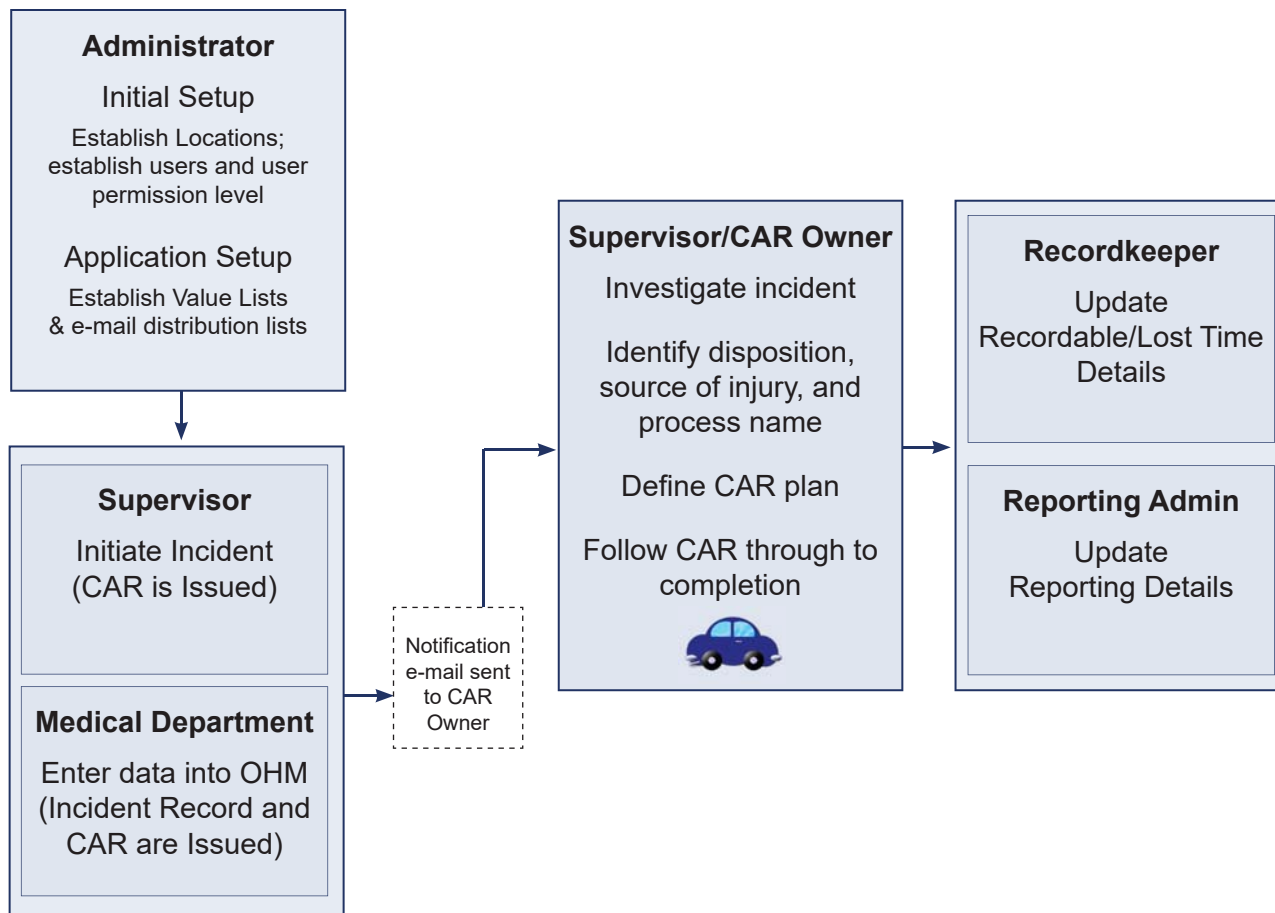 Administrator
Initial Setup
Establish Locations;
establish users and user
permission level
Application Setup
Establish Value Lists
& e-mail distribution lists
Supervisor
Initiate Incident
(CAR is Issued)
Medical Department
Enter data into OHM
(Incident Record and
CAR are Issued)
Notification
e-mail sent
to CAR
Owner
Supervisor/CAR Owner
Investigate incident
Identify disposition,
source of injury, and
process name
Define CAR plan
Follow CAR through to
completion
Recordkeeper
Update
Recordable/Lost Time
Details
Reporting Admin
Update
Reporting Details